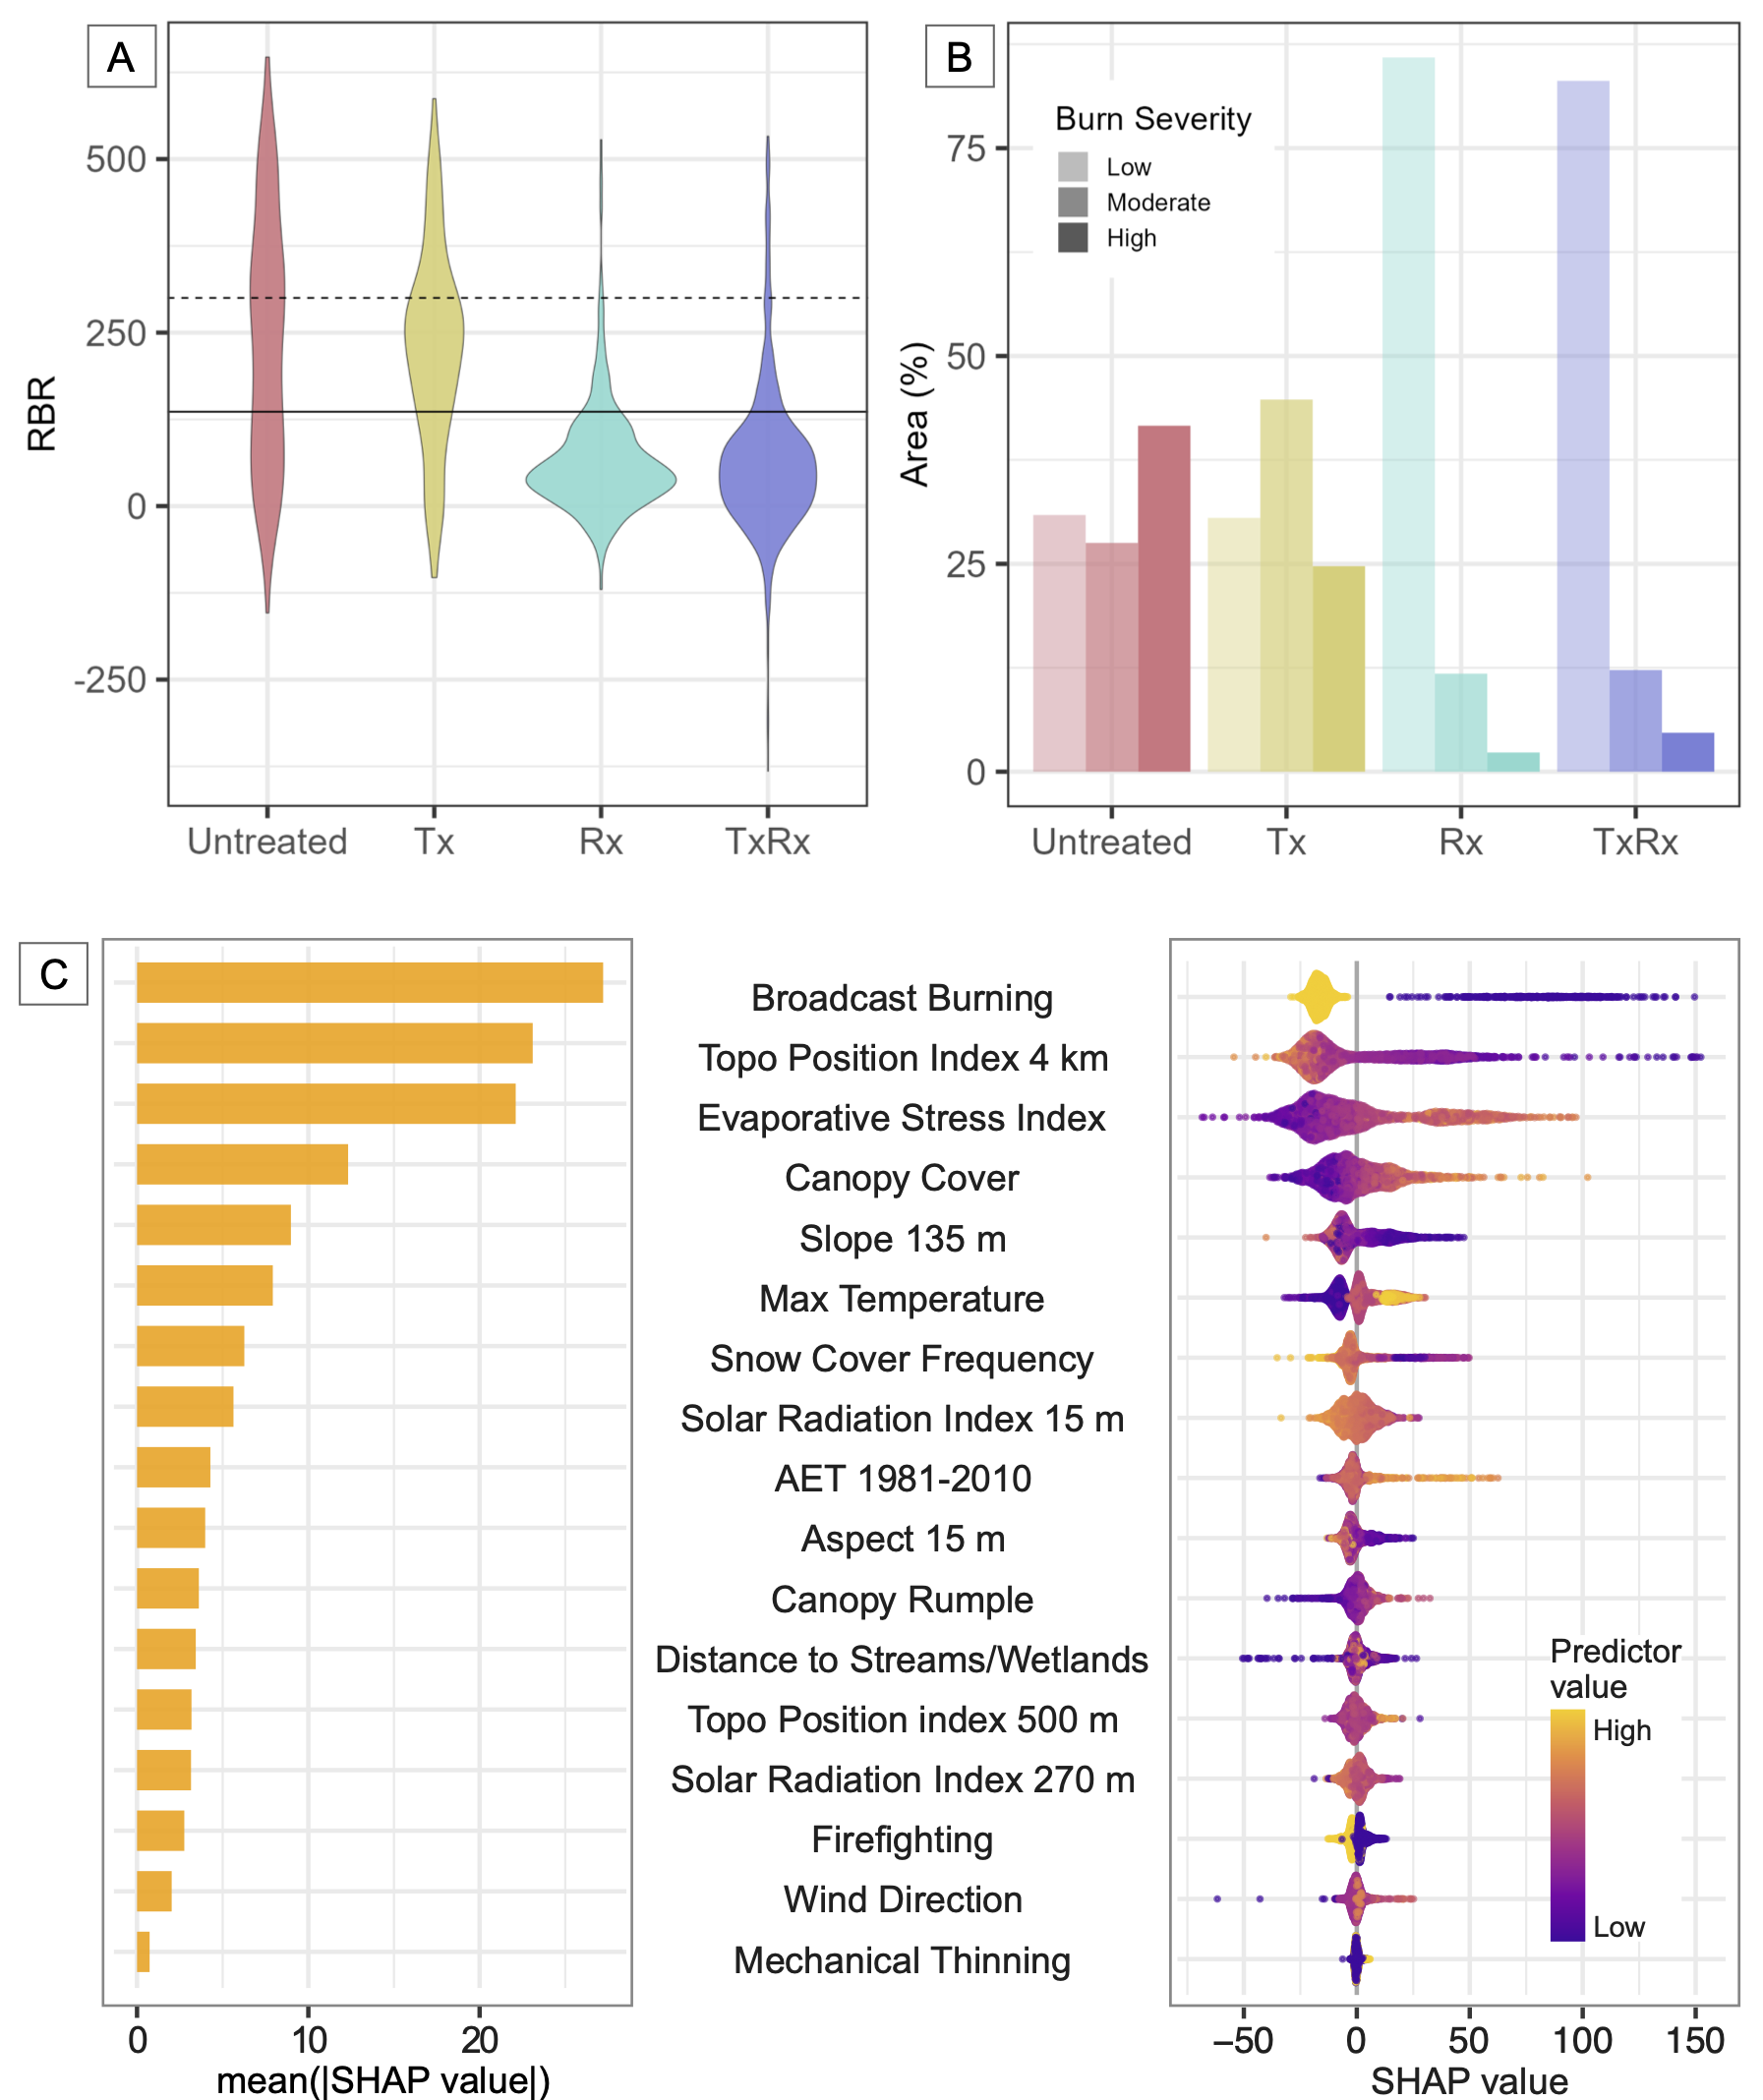 A
RBR
500
250
0
-250
Untreated
Tx
Rx
TxRx
B
Burn Severity
Low
Moderate
High
Area (%)
75
50
25
0
Untreated
Tx
Rx
TxRx
C
Broadcast Burning
Topo Position Index 4 km
Evaporative Stress Index
Canopy Cover
Slope 135 m
Max Temperature
Snow Cover Frequency
Solar Radiation Index 15 m
AET 1981-2010
Aspect 15 m
Canopy Rumple
Distance to Streams/Wetlands
Topo Position index 500 m
Solar Radiation Index 270 m
Firefighting
Wind Direction
Mechanical Thinning
0
10
20
mean(|SHAP value|)
Predictor
value
High
Low
−50
0
50
100
150
SHAP value